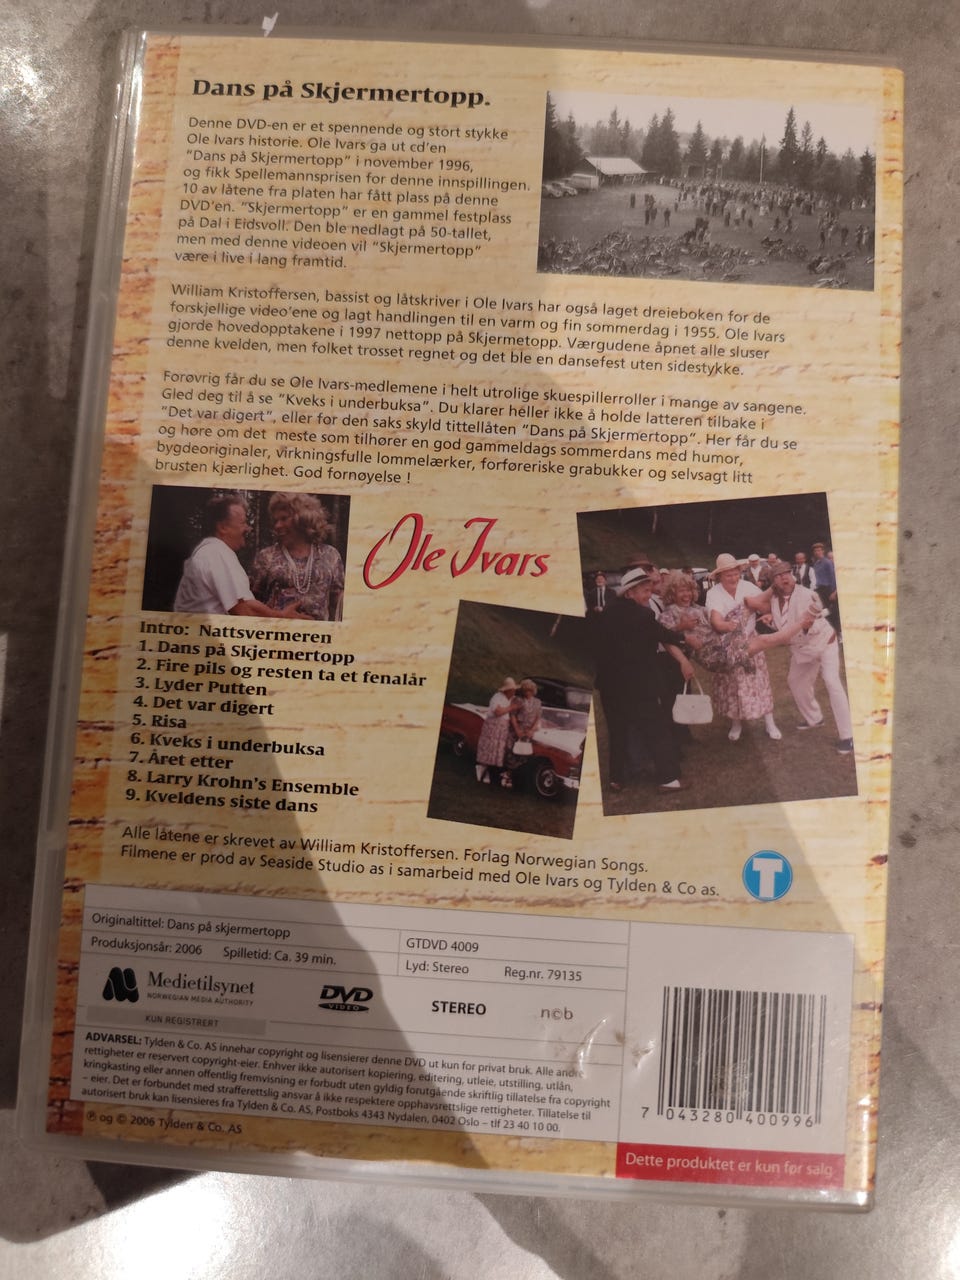 Dans på Skjermertopp.
Denne DVD-en er et spennende og stort stykke
Ole Ivars historie. Ole Ivars ga ut cd'en
"Dans på Skjermertopp" i november 1996,
og fikk Spellemannsprisen for denne innspillingen.
10 av låtene fra platen har fått plass på denne
DVD'en. "Skjermertopp" er en gammel festplass
på Dal i Eidsvoll. Den ble nedlagt på 50-tallet,
men med denne videoen vil "Skjermertopp"
være i live i lang framtid.
William Kristoffersen, bassist og låtskriver i Ole Ivars har også laget dreieboken for de
forskjellige video'ene og lagt handlingen til en varm og fin sommerdag i 1955. Ole Ivars
gjorde hovedopptakene i 1997 nettopp på Skjermetopp. Værgudene åpnet alle sluser
denne kvelden, men folket trosset regnet og det ble en dansefest uten sidestykke.
Forøvrig får du se Ole Ivars-medlemene i helt utrolige skuespillerroller i mange av sangene.
Gled deg til å se "Kveks i underbuksa". Du klarer heller ikke å holde latteren tilbake i
"Det var digert", eller for den saks skyld tittellåten "Dans på Skjermertopp". Her får du se
og høre om det meste som tilhører en god gammeldags sommerdans med humor,
bygdeoriginaler, virkningsfulle lommelærker, forføreriske grabukker og selvsagt litt
brusten kjærlighet. God fornøyelse !
Ole Ivars
Intro: Nattsvermeren
1. Dans på Skjermertopp
2. Fire pils og resten ta et fenalår
3. Lyder Putten
4. Det var digert
5. Risa
6. Kveks i underbuksa
7. Året etter
8. Larry Krohn's Ensemble
9. Kveldens siste dans
Alle låtene er skrevet av William Kristoffersen. Forlag Norwegian Songs.
Filmene er prod av Seaside Studio as i samarbeid med Ole Ivars og Tylden & Co as.
T
Originaltittel: Dans på skjermertopp
Produksjonsår: 2006 Spilletid: Ca. 39 min.
GTDVD 4009
Lyd: Stereo Reg.nr. 79135
Medietilsynet
NORWEGIAN MEDIA AUTHORITY
KUN REGISTRERT
DVD
VIDEO
STEREO
n©b
ADVARSEL: Tylden & Co. AS innehar copyright og lisensierer denne DVD ut kun for privat bruk. Alle andre
rettigheter er reservert copyright-eier. Enhver ikke autorisert kopiering, editering, utleie, utstilling, utlån,
kringkasting eller annen offentlig fremvisning er forbudt uten gyldig forutgående skriftlig tillatelse fra copyright
– eier. Det er forbundet med strafferettslig ansvar å ikke respektere opphavsrettslige rettigheter. Tillatelse til
autorisert bruk kan lisensieres fra Tylden & Co. AS, Postboks 4343 Nydalen, 0402 Oslo – tlf 23 40 10 00.
℗ og © 2006 Tylden & Co. AS
7 043280 400996
Dette produktet er kun for salg